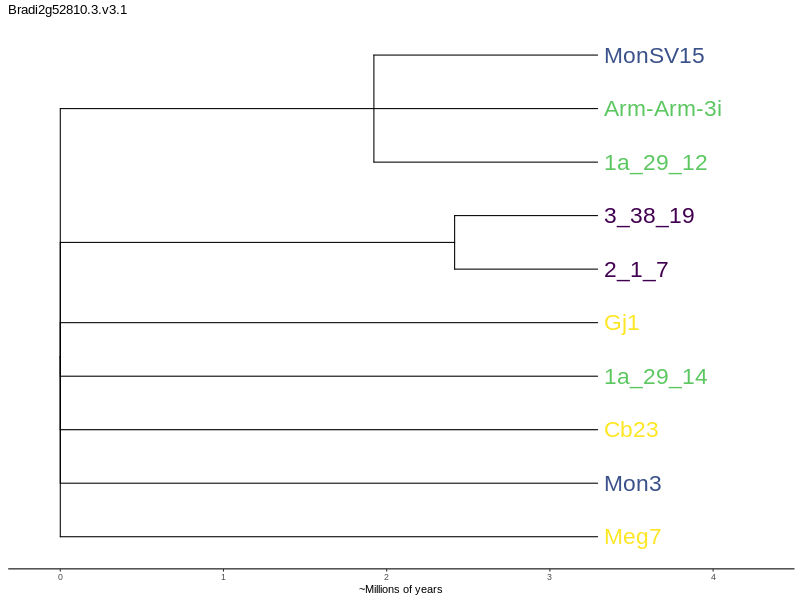 Bradi2g52810.3.v3.1
MonSV15
Arm-Arm-3i
1a_29_12
3_38_19
2_1_7
Gj1
1a_29_14
Cb23
Mon3
Meg7
0 1 2 3 4
~Millions of years